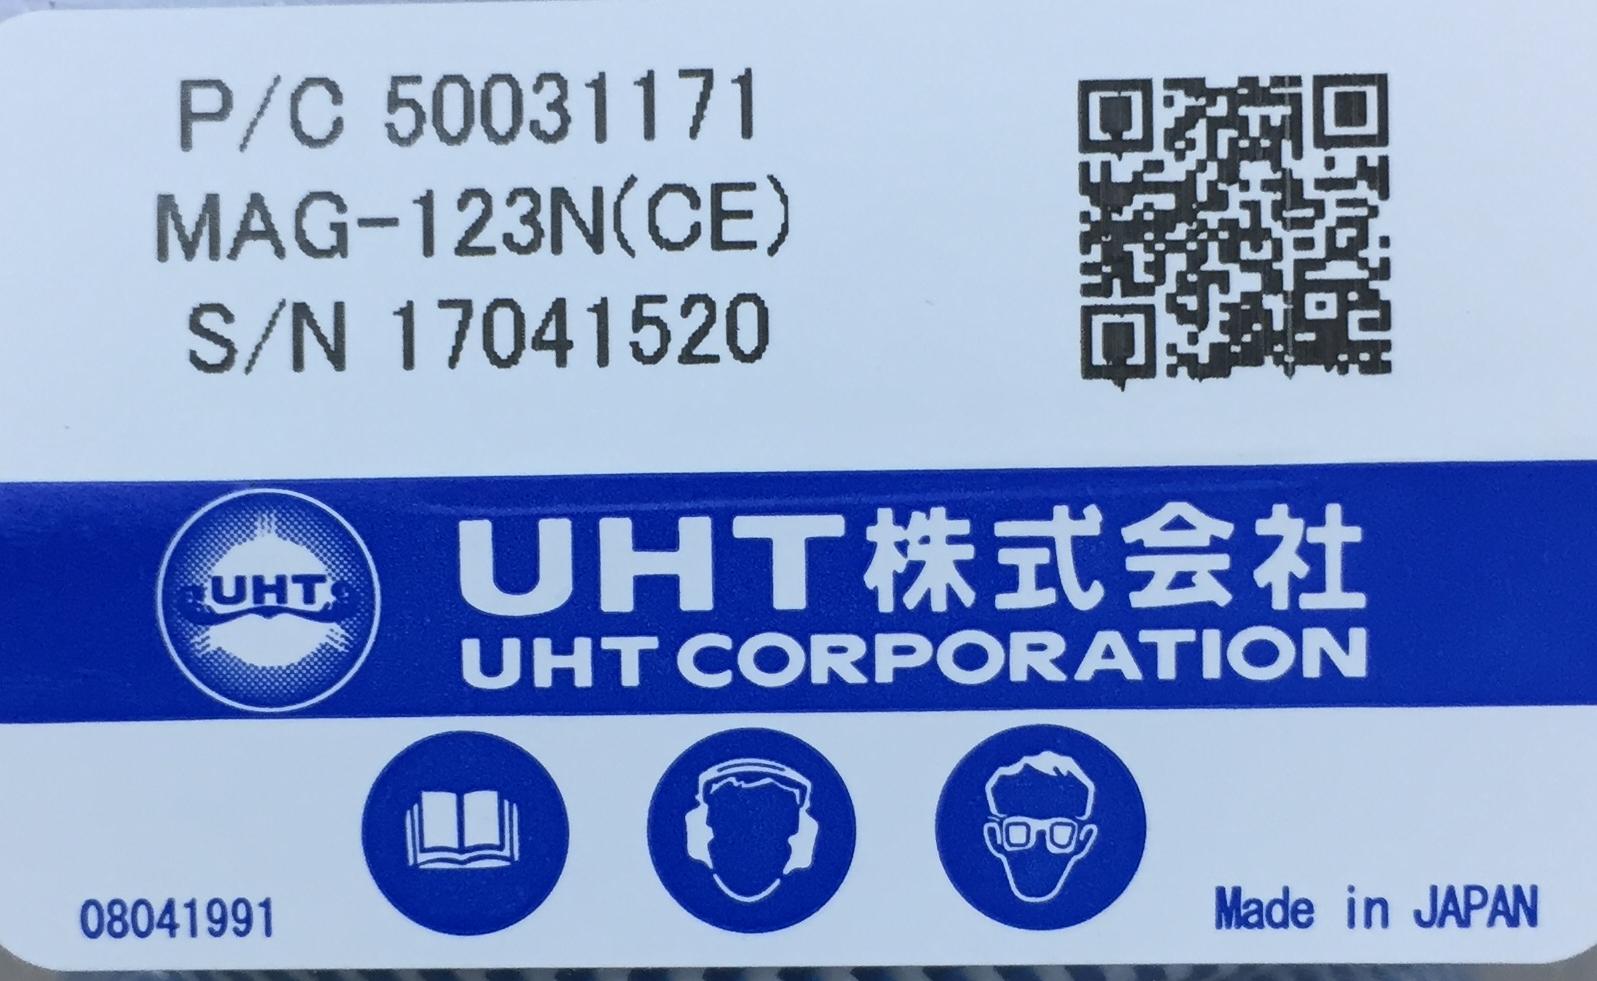 P/C 50031171
MAG-123N(CE)
S/N 17041520
UHT
UHT株式会社
UHT CORPORATION
08041991
Made in JAPAN